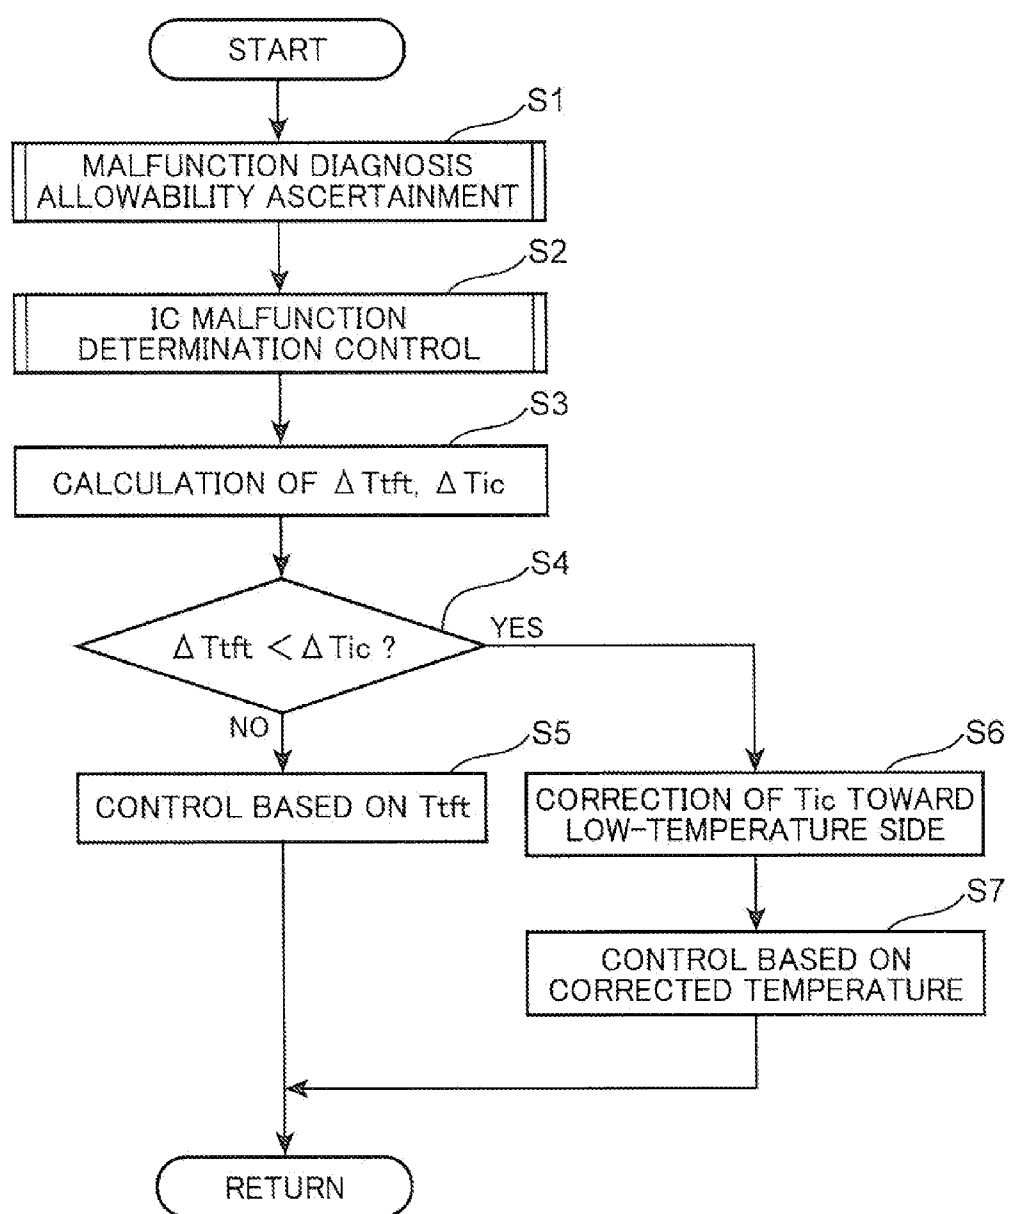 START
S1
MALFUNCTION DIAGNOSIS
ALLOWABILITY ASCERTAINMENT
S2
IC MALFUNCTION
DETERMINATION CONTROL
S3
CALCULATION OF ΔTtft, ΔTic
S4
ΔTtft < ΔTic ?
YES
NO
S5
CONTROL BASED ON Ttft
S6
CORRECTION OF Tic TOWARD
LOW-TEMPERATURE SIDE
S7
CONTROL BASED ON
CORRECTED TEMPERATURE
RETURN